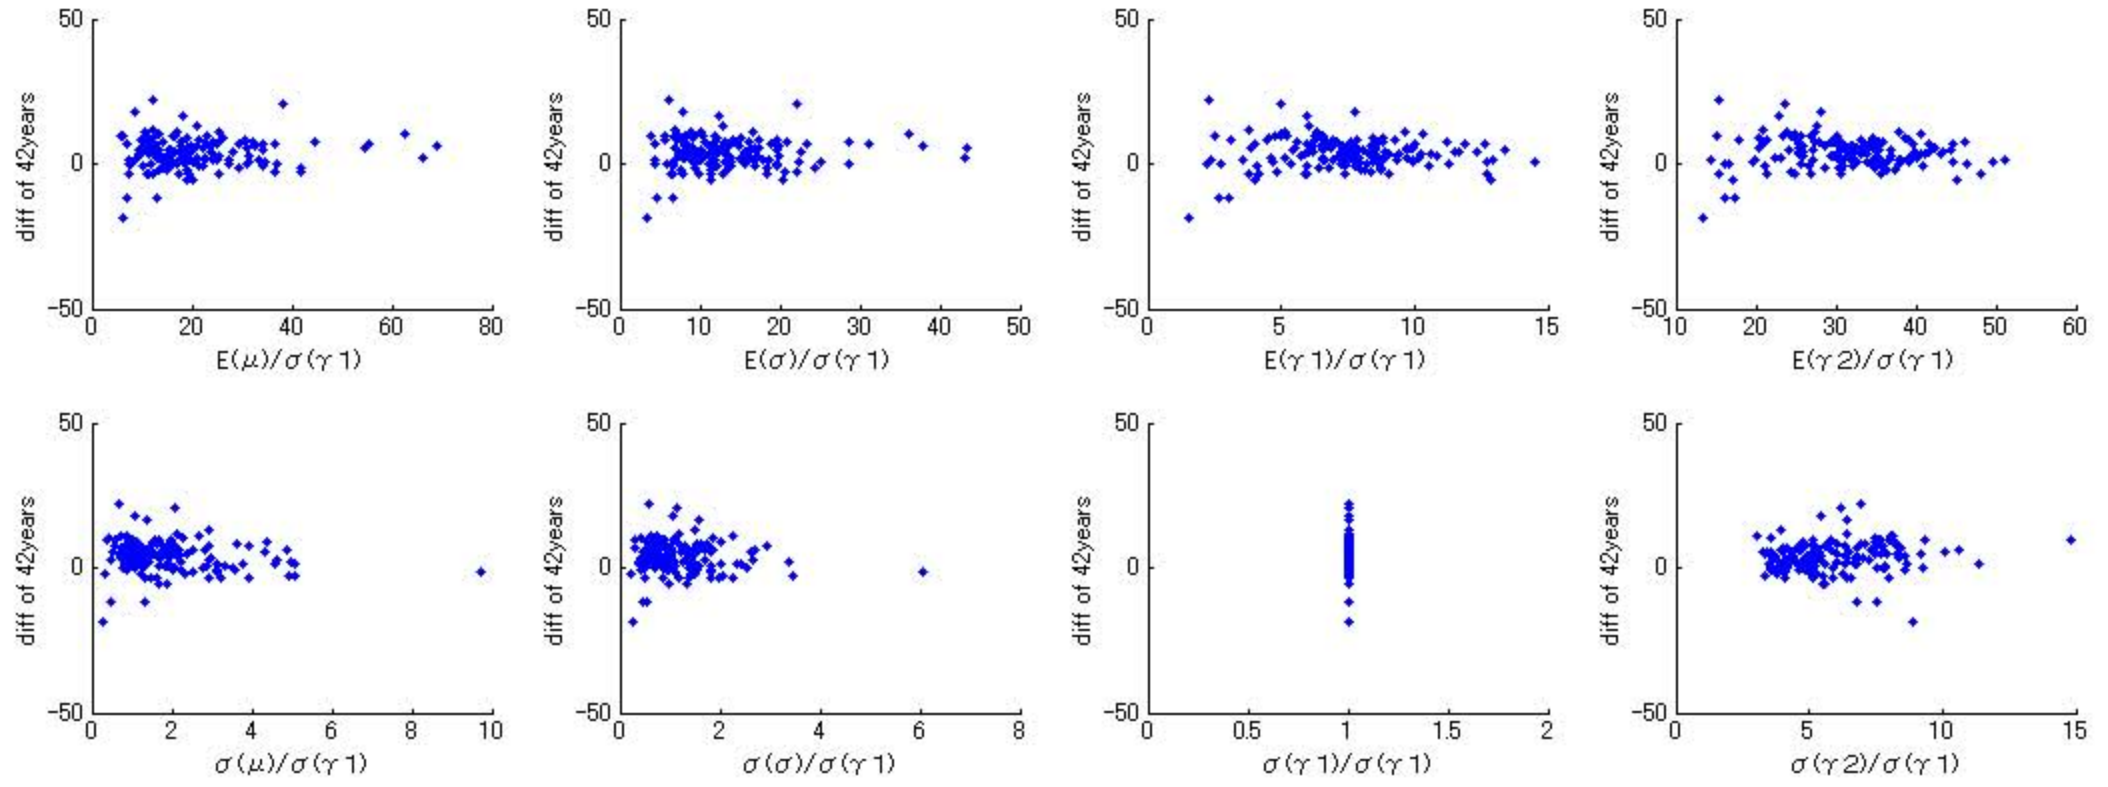 50
0
−50
diff of 42years
0 20 40 60 80
E(μ)/σ(γ1)
50
0
−50
diff of 42years
0 10 20 30 40 50
E(σ)/σ(γ1)
50
0
−50
diff of 42years
0 5 10 15
E(γ1)/σ(γ1)
50
0
−50
diff of 42years
10 20 30 40 50 60
E(γ2)/σ(γ1)
50
0
−50
diff of 42years
0 2 4 6 8 10
σ(μ)/σ(γ1)
50
0
−50
diff of 42years
0 2 4 6 8
σ(σ)/σ(γ1)
50
0
−50
diff of 42years
0 0.5 1 1.5 2
σ(γ1)/σ(γ1)
50
0
−50
diff of 42years
0 5 10 15
σ(γ2)/σ(γ1)